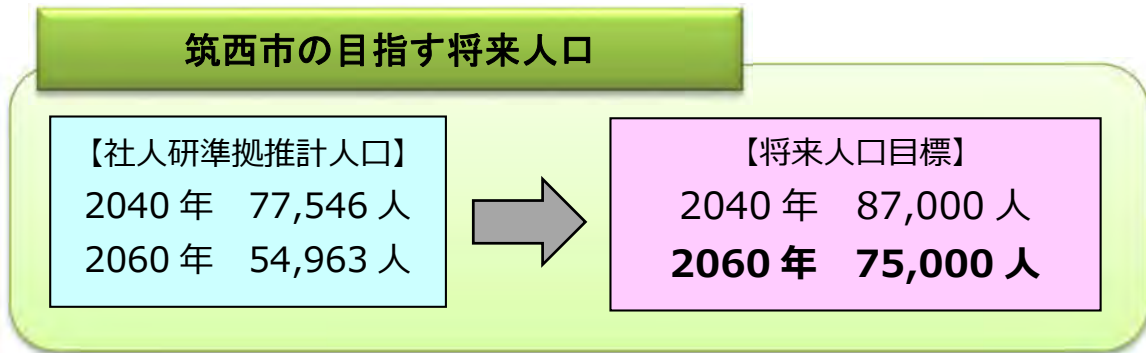 筑西市の目指す将来人口
【社人研準拠推計人口】
2040 年　77,546 人
2060 年　54,963 人
【将来人口目標】
2040 年　87,000 人
2060 年　75,000 人